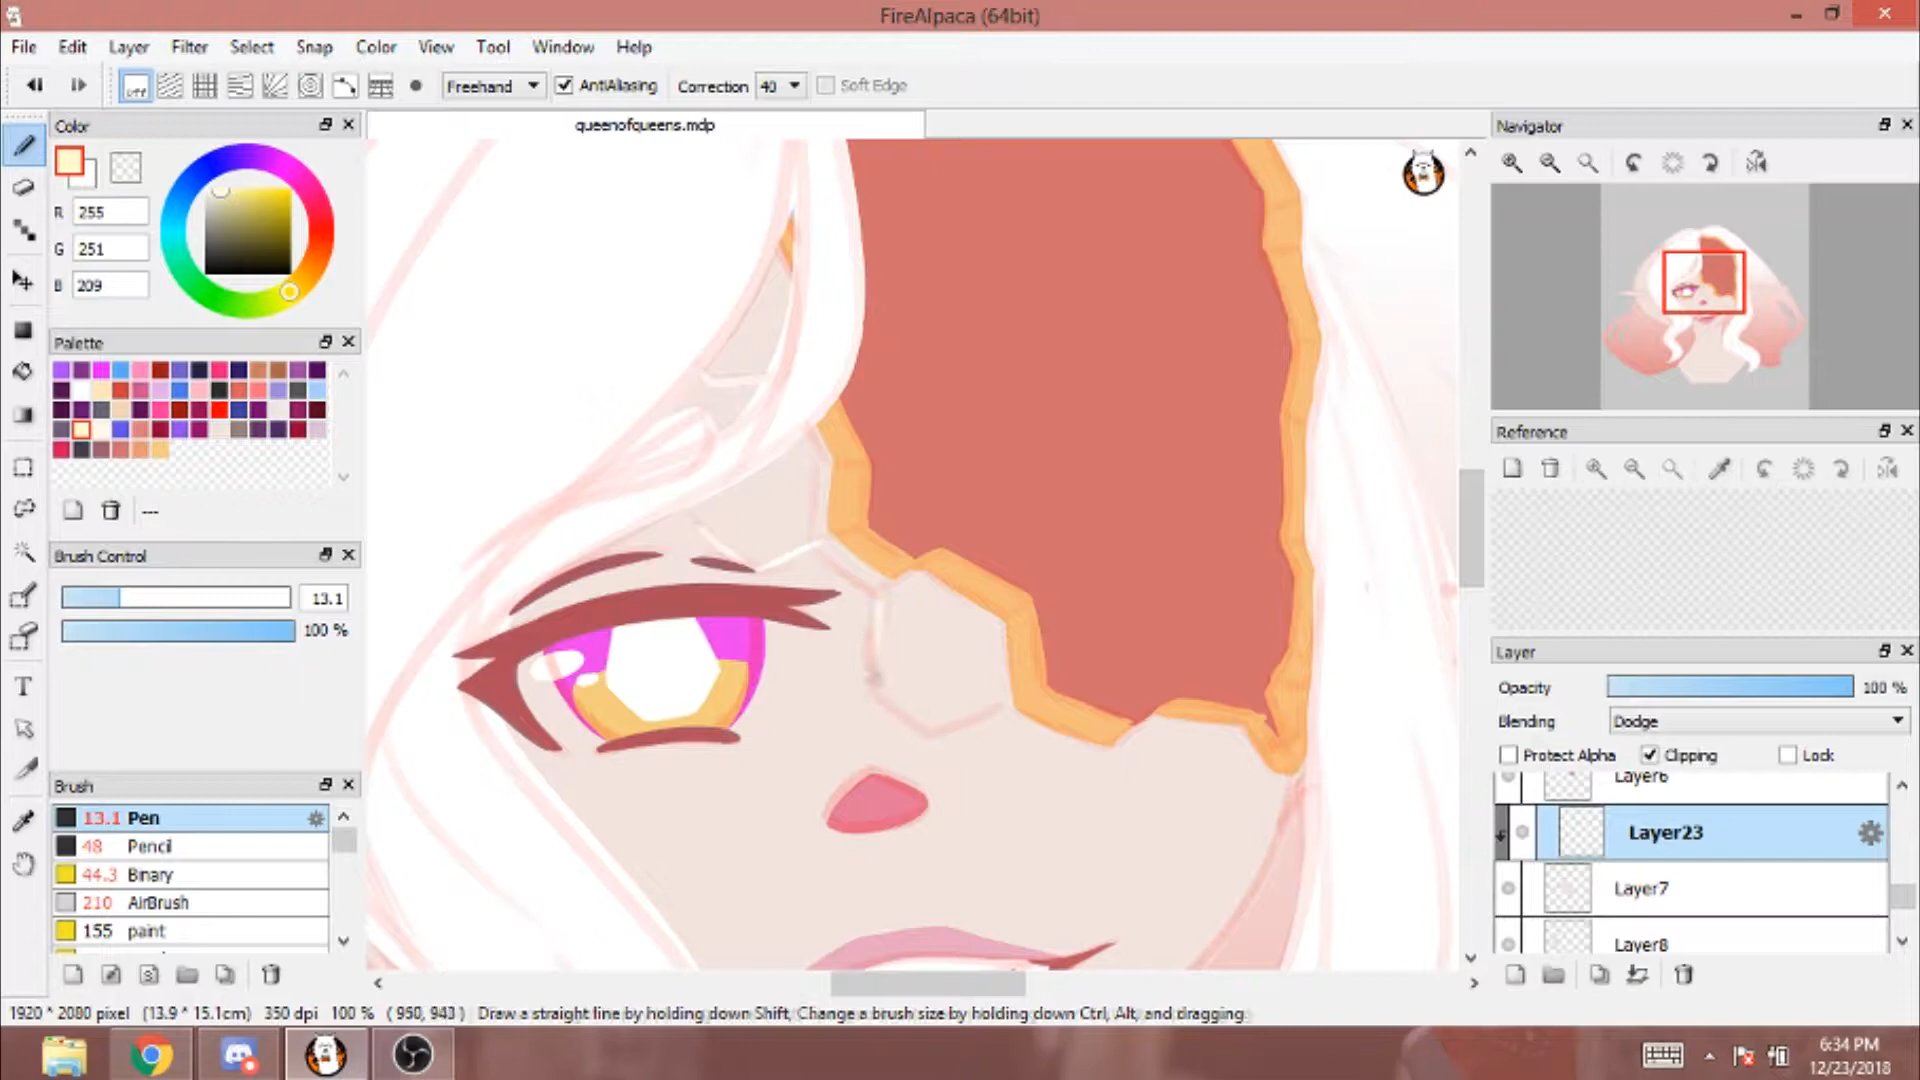 FireAlpaca (64bit)
File Edit Layer Filter Select Snap Color View Tool Window Help
off Freehand AntiAliasing Correction 40 Soft Edge
Color
R 255
G 251
B 209
Palette
---
Brush Control
13.1
100 %
Brush
13.1 Pen
48 Pencil
44.3 Binary
210 AirBrush
155 paint
queenofqueens.mdp
Navigator
Reference
Layer
Opacity 100 %
Blending Dodge
Protect Alpha Clipping Lock
Layer6
Layer23
Layer7
Layer8
1920 * 2080 pixel (13.9 * 15.1cm) 350 dpi 100 % ( 950, 943 ) Draw a straight line by holding down Shift, Change a brush size by holding down Ctrl, Alt, and dragging.
6:34 PM
12/23/2018